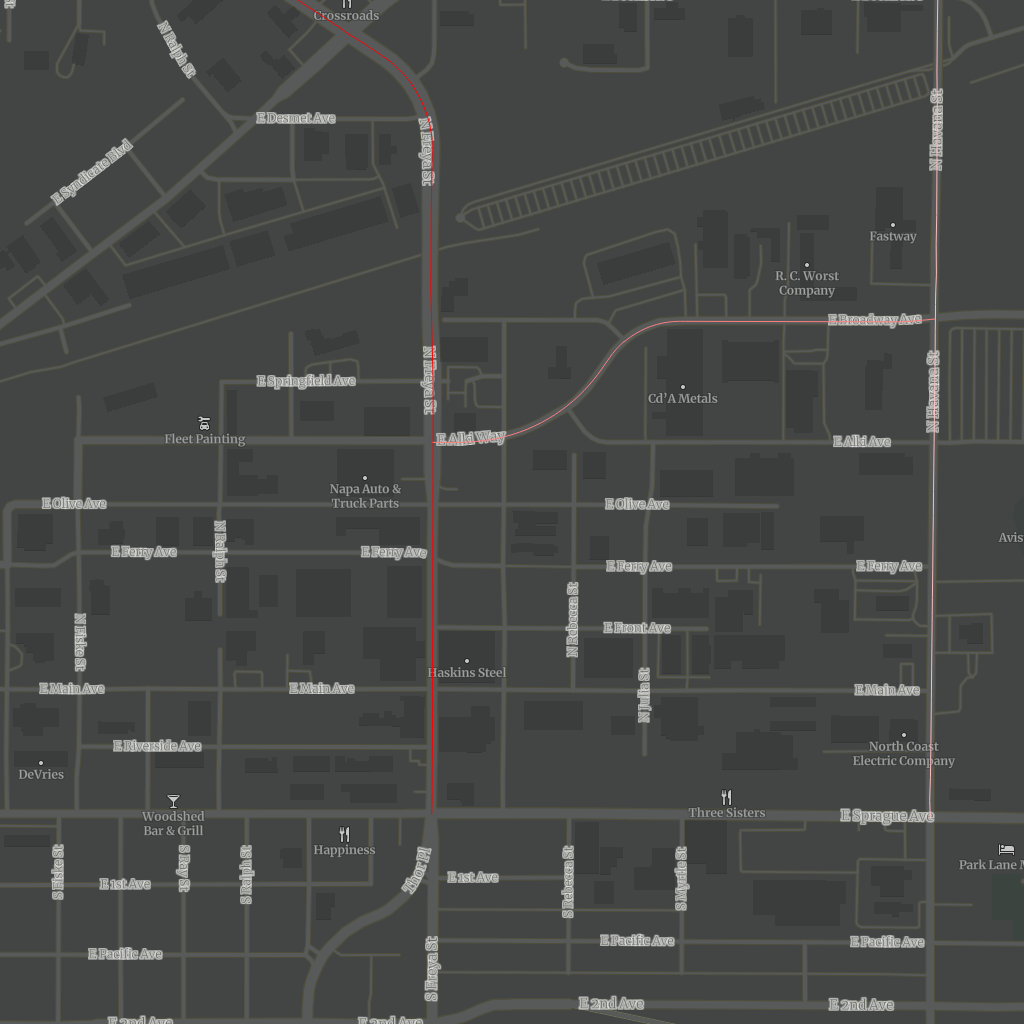 Crossroads
N Ralph St
E Desmet Ave
N Freya St
N Havana St
E Syndicate Blvd
Fastway
R. C. Worst
Company
E Broadway Ave
N Freya St
N Havana St
E Springfield Ave
Cd'A Metals
Fleet Painting
E Alki Way
E Alki Ave
Napa Auto &
Truck Parts
E Olive Ave
E Olive Ave
N Ralph St
E Ferry Ave
E Ferry Ave
E Ferry Ave
E Ferry Ave
N Rebecca St
N Fiske St
E Front Ave
Haskins Steel
E Main Ave
E Main Ave
N Julia St
E Main Ave
E Riverside Ave
DeVries
North Coast
Electric Company
Woodshed
Bar & Grill
Three Sisters
E Sprague Ave
Happiness
Park Lane M
S Fiske St
S Ray St
S Ralph St
Thor Pl
E 1st Ave
E 1st Ave
S Rebecca St
S Myrtle St
E Pacific Ave
E Pacific Ave
E Pacific Ave
S Freya St
E 2nd Ave
E 2nd Ave
E 2nd Ave
E 2nd Ave